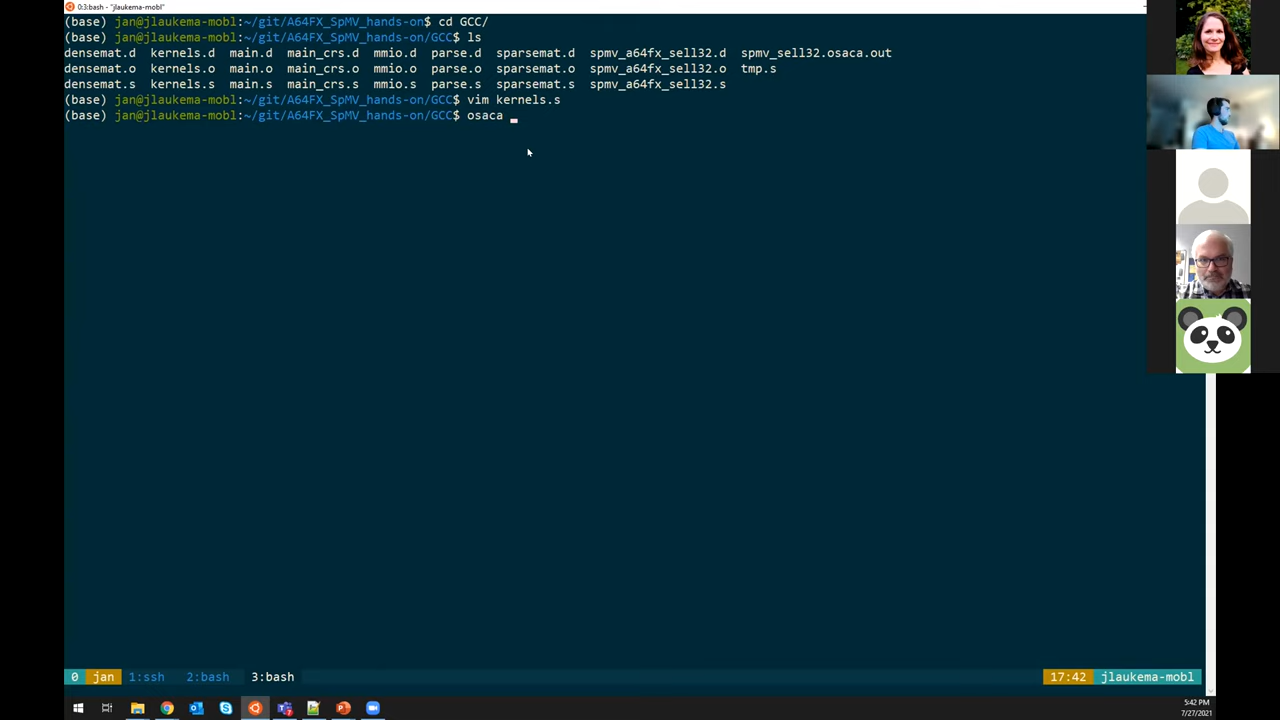 0:3:bash - "jlaukema-mobl"
(base) jan@jlaukema-mobl:~/git/A64FX_SpMV_hands-on$ cd GCC/
(base) jan@jlaukema-mobl:~/git/A64FX_SpMV_hands-on/GCC$ ls
densemat.d kernels.d main.d main_crs.d mmio.d parse.d sparsemat.d spmv_a64fx_sell32.d spmv_sell32.osaca.out
densemat.o kernels.o main.o main_crs.o mmio.o parse.o sparsemat.o spmv_a64fx_sell32.o tmp.s
densemat.s kernels.s main.s main_crs.s mmio.s parse.s sparsemat.s spmv_a64fx_sell32.s
(base) jan@jlaukema-mobl:~/git/A64FX_SpMV_hands-on/GCC$ vim kernels.s
(base) jan@jlaukema-mobl:~/git/A64FX_SpMV_hands-on/GCC$ osaca
0 jan 1:ssh 2:bash 3:bash 17:42 jlaukema-mobl
5:42 PM
7/27/2021